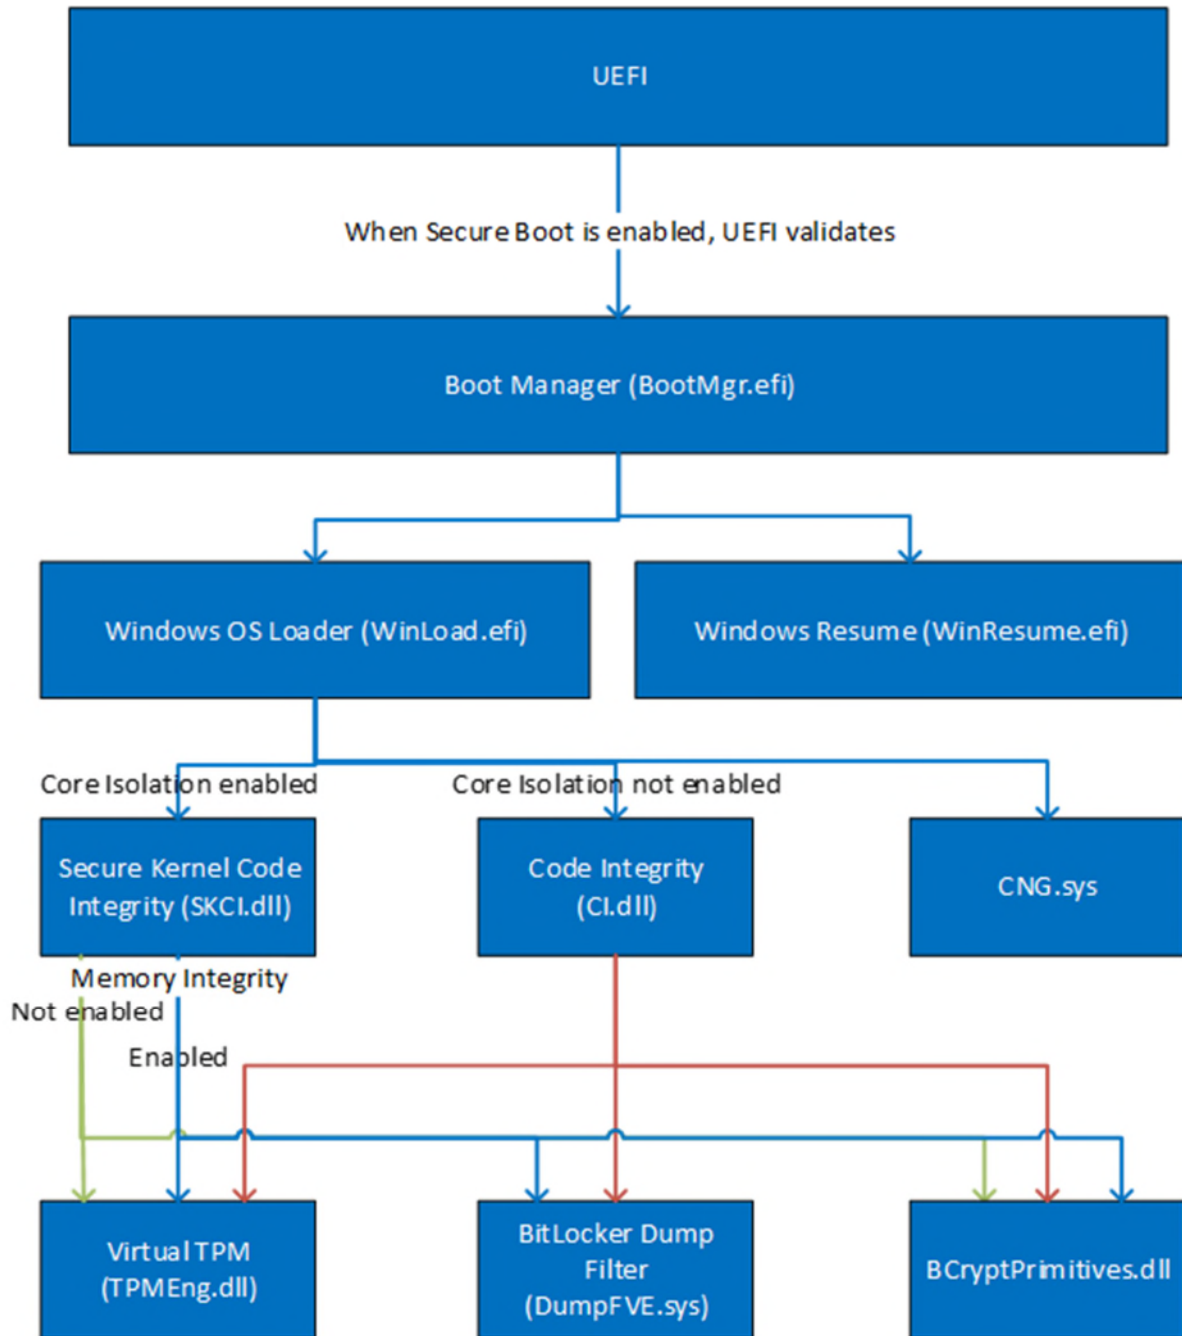 UEFI
When Secure Boot is enabled, UEFI validates
Boot Manager (BootMgr.efi)
Windows OS Loader (WinLoad.efi)
Windows Resume (WinResume.efi)
Core Isolation enabled
Core Isolation not enabled
Secure Kernel Code
Integrity (SKCI.dll)
Code Integrity
(CI.dll)
CNG.sys
Memory Integrity
Not enabled
Enabled
Virtual TPM
(TPMEng.dll)
BitLocker Dump
Filter
(DumpFVE.sys)
BCryptPrimitives.dll